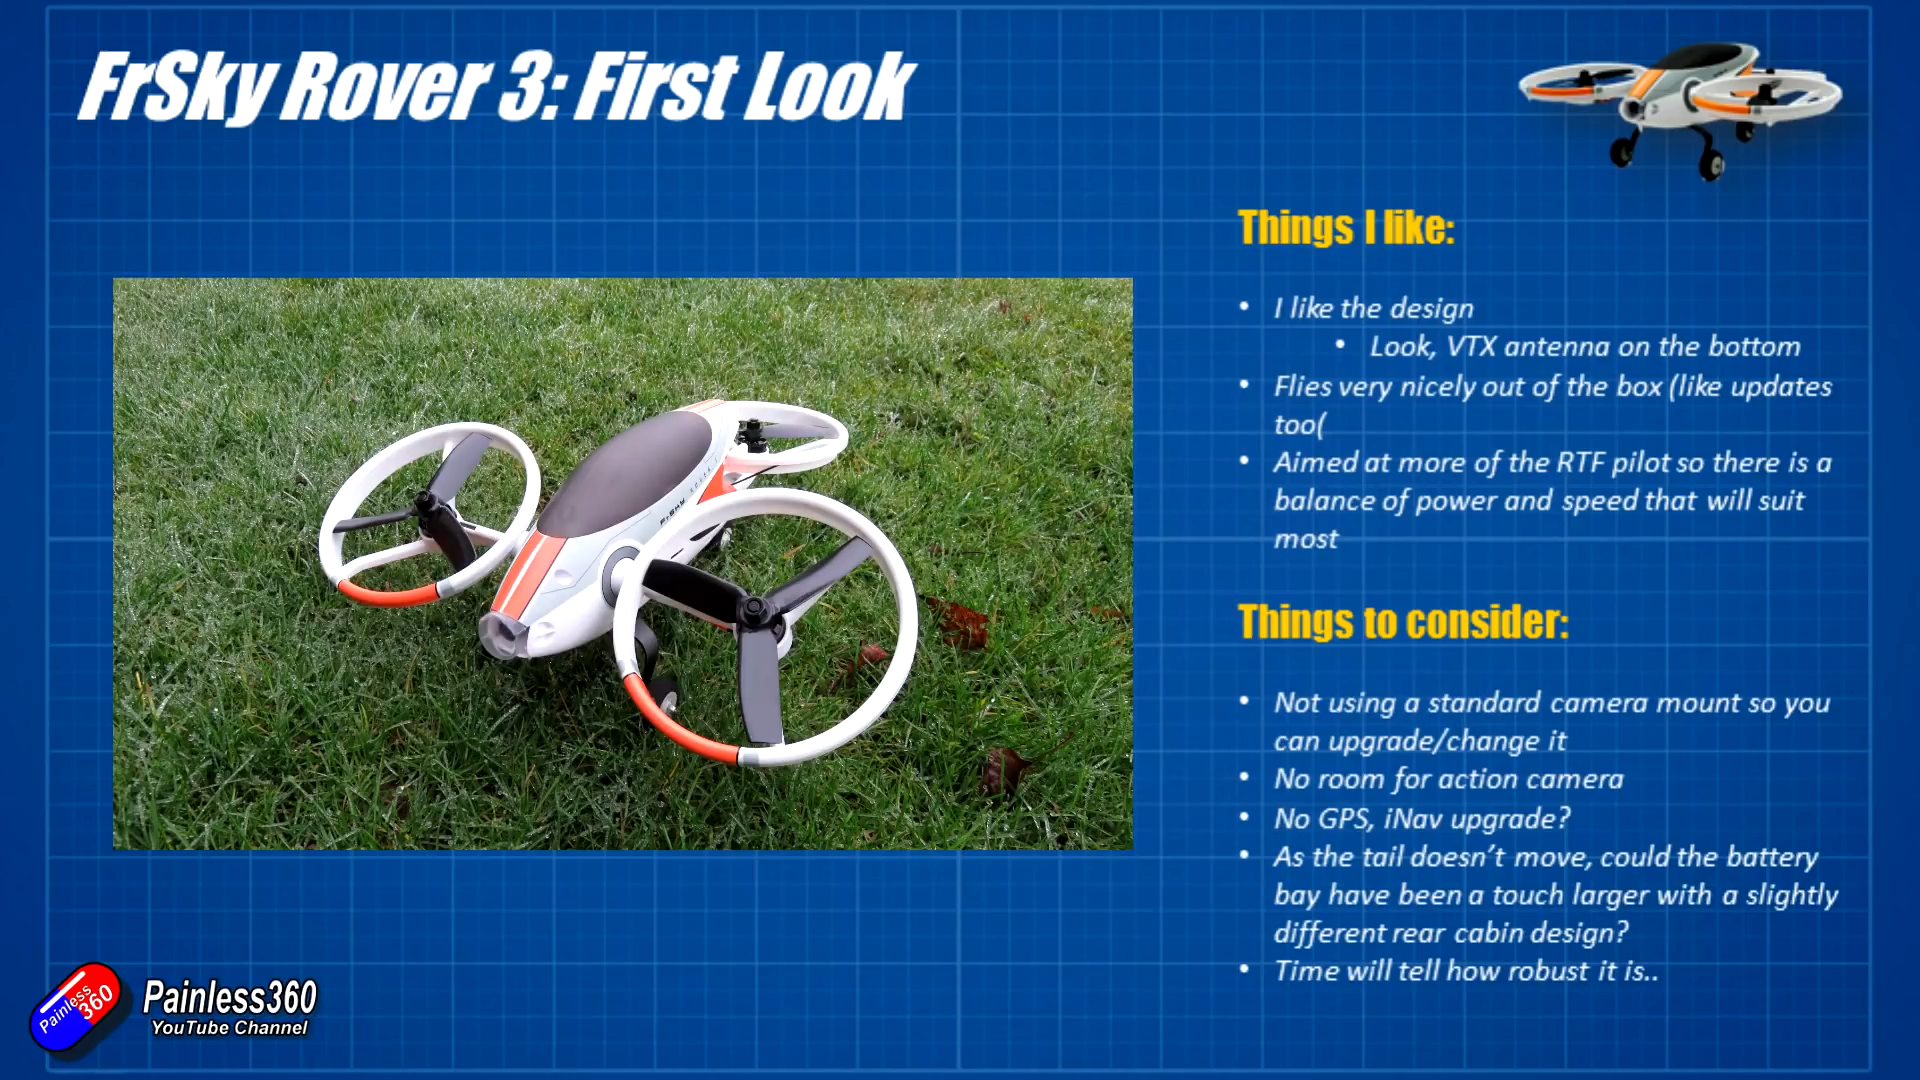 FrSky Rover 3: First Look
Things I like:
• I like the design
• Look, VTX antenna on the bottom
• Flies very nicely out of the box (like updates
too(
• Aimed at more of the RTF pilot so there is a
balance of power and speed that will suit
most
Things to consider:
• Not using a standard camera mount so you
can upgrade/change it
• No room for action camera
• No GPS, iNav upgrade?
• As the tail doesn’t move, could the battery
bay have been a touch larger with a slightly
different rear cabin design?
• Time will tell how robust it is..
FrSKY
Painless
360
Painless360
YouTube Channel